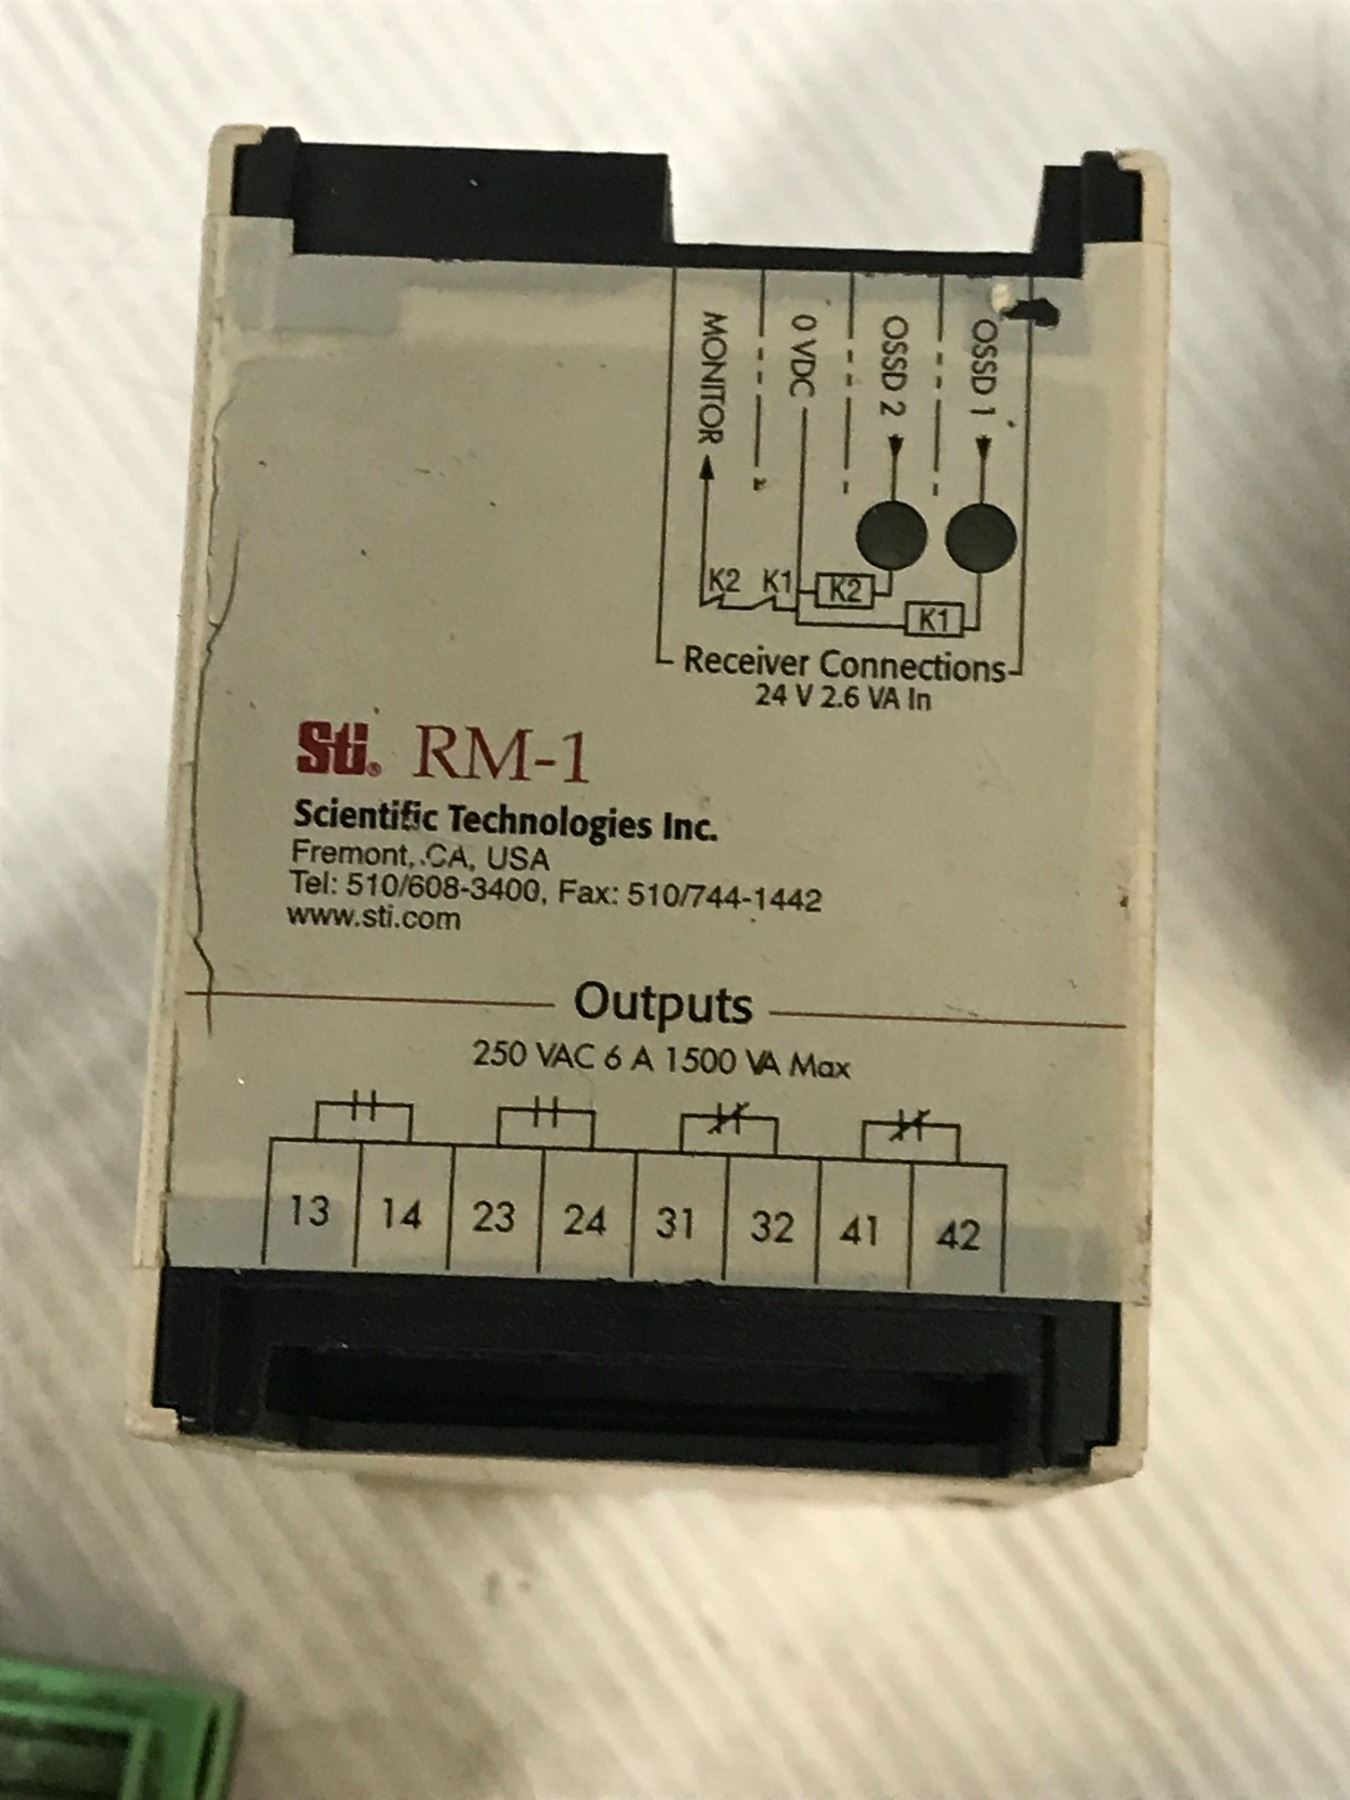 MONITOR
0 VDC
OSSD 2
OSSD 1
K2 K1 K2
K1
Receiver Connections
24 V 2.6 VA In
Sti® RM-1
Scientific Technologies Inc.
Fremont, CA, USA
Tel: 510/608-3400, Fax: 510/744-1442
www.sti.com
Outputs
250 VAC 6 A 1500 VA Max
13 14 23 24 31 32 41 42